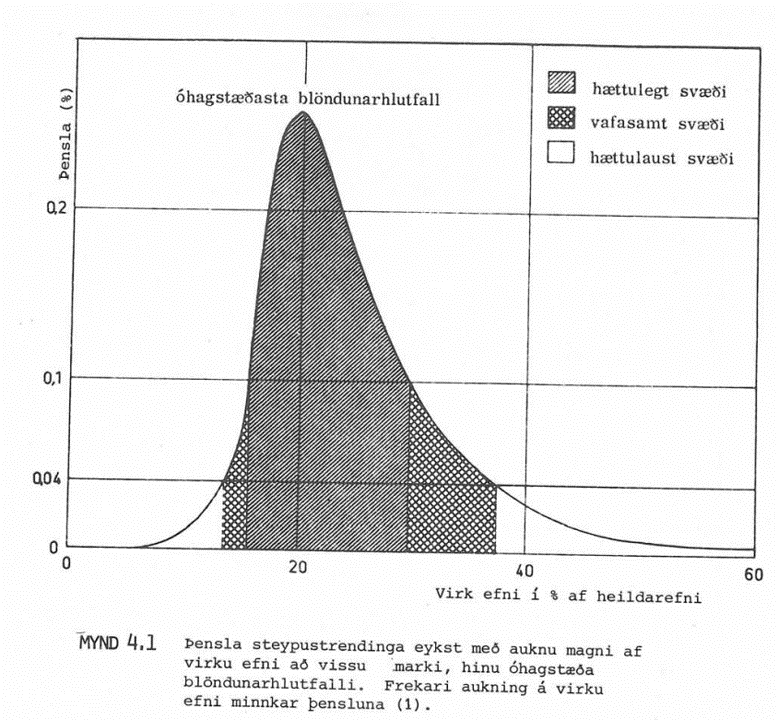 óhagstæðasta blöndunarhlutfall
hættulegt svæði
vafasamt svæði
hættulaust svæði
Þensla (%)
0,2
0,1
0,04
0
0
20
40
60
Virk efni í % af heildarefni
MYND 4.1
Þensla steypustrendinga eykst með auknu magni af
virku efni að vissu marki, hinu óhagstæða
blöndunarhlutfalli. Frekari aukning á virku
efni minnkar þensluna (1).